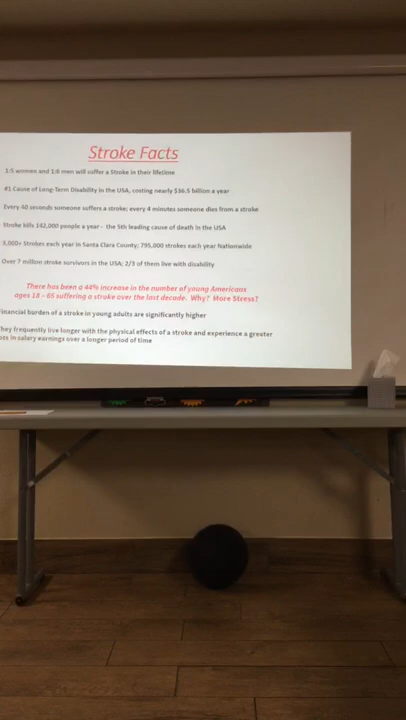 Stroke Facts
1:5 women and 1:6 men will suffer a Stroke in their lifetime
#1 Cause of Long-Term Disability in the USA, costing nearly $36.5 billion a year
Every 40 seconds someone suffers a stroke; every 4 minutes someone dies from a stroke
Stroke kills 142,000 people a year - the 5th leading cause of death in the USA
3,000+ Strokes each year in Santa Clara County; 795,000 strokes each year Nationwide
Over 7 million stroke survivors in the USA; 2/3 of them live with disability
There has been a 44% increase in the number of young Americans
ages 18 – 65 suffering a stroke over the last decade. Why? More Stress?
inancial burden of a stroke in young adults are significantly higher
hey frequently live longer with the physical effects of a stroke and experience a greater
oss in salary earnings over a longer period of time